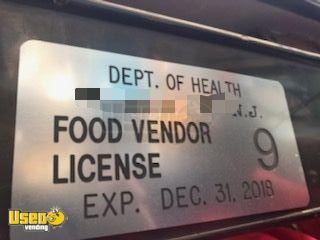 DEPT. OF HEALTH
N.J.
FOOD VENDOR
LICENSE 9
EXP. DEC. 31, 2018
Used vending